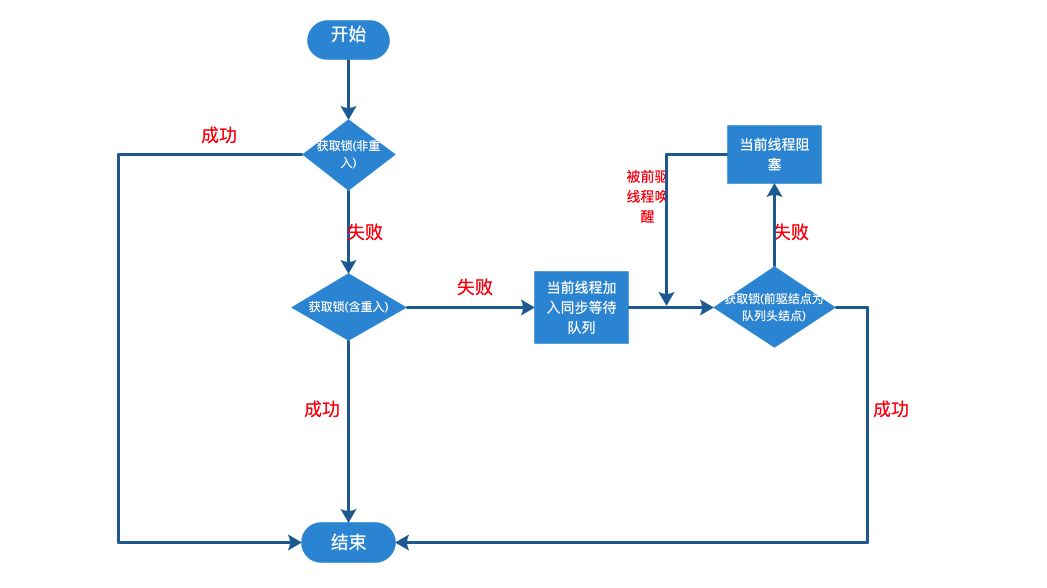 开始
成功
获取锁(非重
入)
当前线程阻
塞
被前驱
线程唤
醒
失败
失败
失败
获取锁(含重入)
当前线程加
入同步等待
队列
获取锁(前驱结点为
队列头结点)
成功
成功
结束